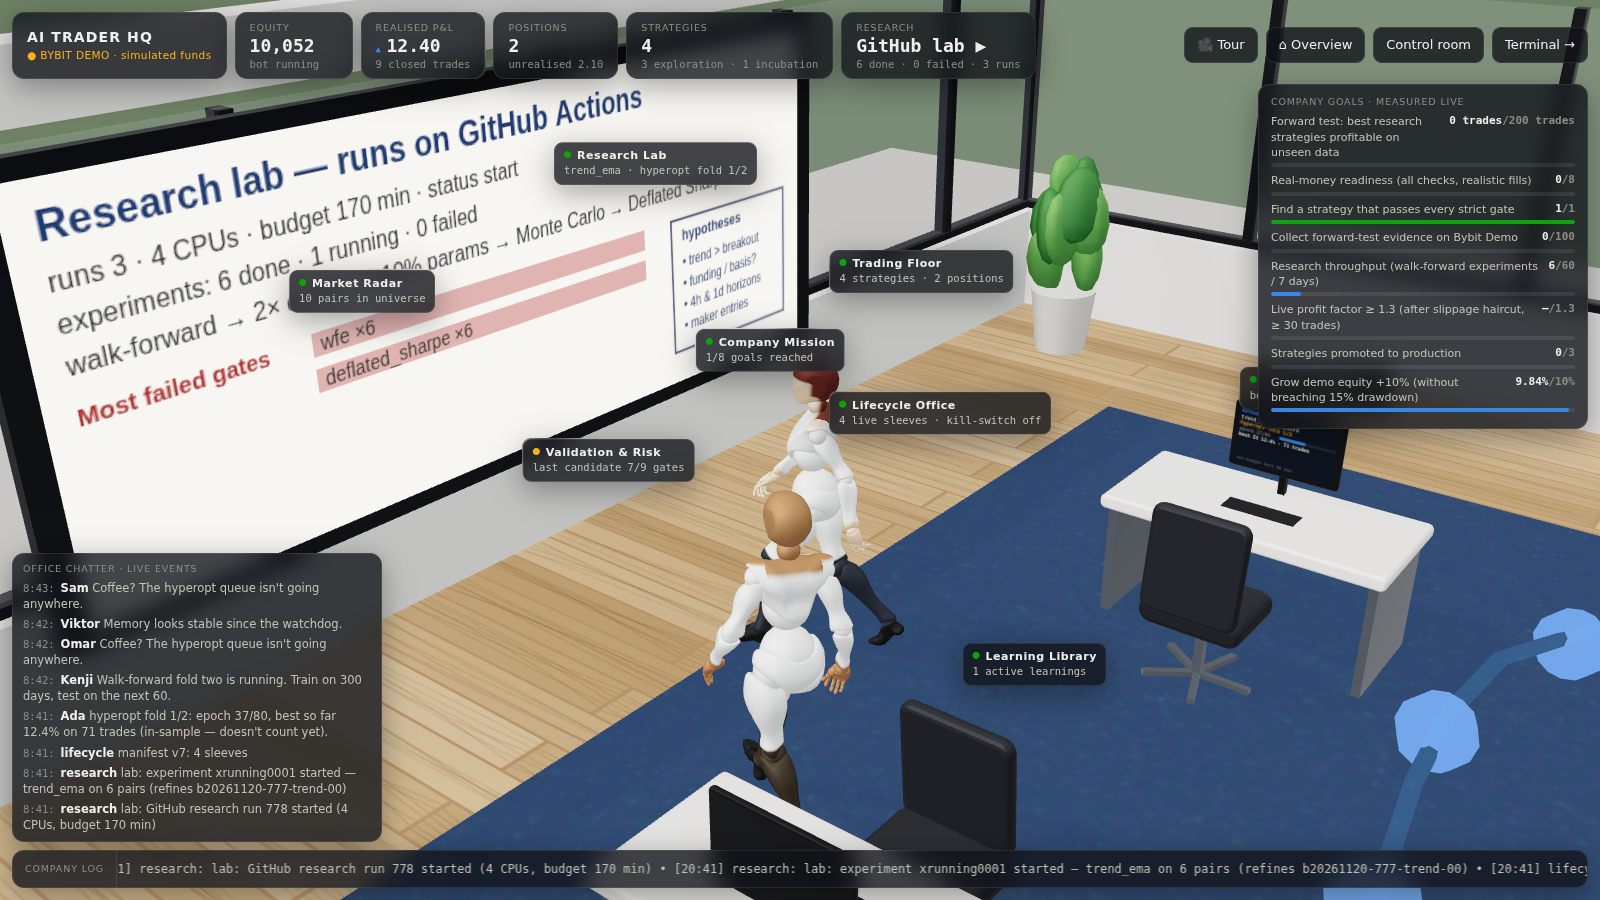 AI TRADER HQ
● BYBIT DEMO · simulated funds
EQUITY
10,052
bot running
REALISED P&L
▲ 12.40
9 closed trades
POSITIONS
2
unrealised 2.10
STRATEGIES
4
3 exploration · 1 incubation
RESEARCH
GitHub lab ▶
6 done · 0 failed · 3 runs
🎥 Tour
⌂ Overview
Control room
Terminal →
COMPANY GOALS · MEASURED LIVE
Forward test: best research strategies profitable on unseen data 0 trades/200 trades
Real-money readiness (all checks, realistic fills) 0/8
Find a strategy that passes every strict gate 1/1
Collect forward-test evidence on Bybit Demo 0/100
Research throughput (walk-forward experiments / 7 days) 6/60
Live profit factor ≥ 1.3 (after slippage haircut, ≥ 30 trades) —/1.3
Strategies promoted to production 0/3
Grow demo equity +10% (without breaching 15% drawdown) 9.84%/10%
Research lab — runs on GitHub Actions
runs 3 · 4 CPUs · budget 170 min · status start
experiments: 6 done · 1 running · 0 failed
walk-forward → 2× 10% params → Monte Carlo → Deflated
Most failed gates
wfe ×6
deflated_sharpe ×6
hypotheses
• trend > breakout
• funding / basis?
• 4h & 1d horizons
• maker entries
Research Lab
trend_ema · hyperopt fold 1/2
Market Radar
10 pairs in universe
Trading Floor
4 strategies · 2 positions
Company Mission
1/8 goals reached
Lifecycle Office
4 live sleeves · kill-switch off
Validation & Risk
last candidate 7/9 gates
Learning Library
1 active learnings
OFFICE CHATTER · LIVE EVENTS
8:43: Sam Coffee? The hyperopt queue isn't going
anywhere.
8:42: Viktor Memory looks stable since the watchdog.
8:42: Omar Coffee? The hyperopt queue isn't going
anywhere.
8:42: Kenji Walk-forward fold two is running. Train on 300
days, test on the next 60.
8:41: Ada hyperopt fold 1/2: epoch 37/80, best so far
12.4% on 71 trades (in-sample — doesn't count yet).
8:41: lifecycle manifest v7: 4 sleeves
8:41: research lab: experiment xrunning0001 started —
trend_ema on 6 pairs (refines b20261120-777-trend-00)
8:41: research lab: GitHub research run 778 started (4
CPUs, budget 170 min)
COMPANY LOG
1] research: lab: GitHub research run 778 started (4 CPUs, budget 170 min) • [20:41] research: lab: experiment xrunning0001 started — trend_ema on 6 pairs (refines b20261120-777-trend-00) • [20:41] lifecy